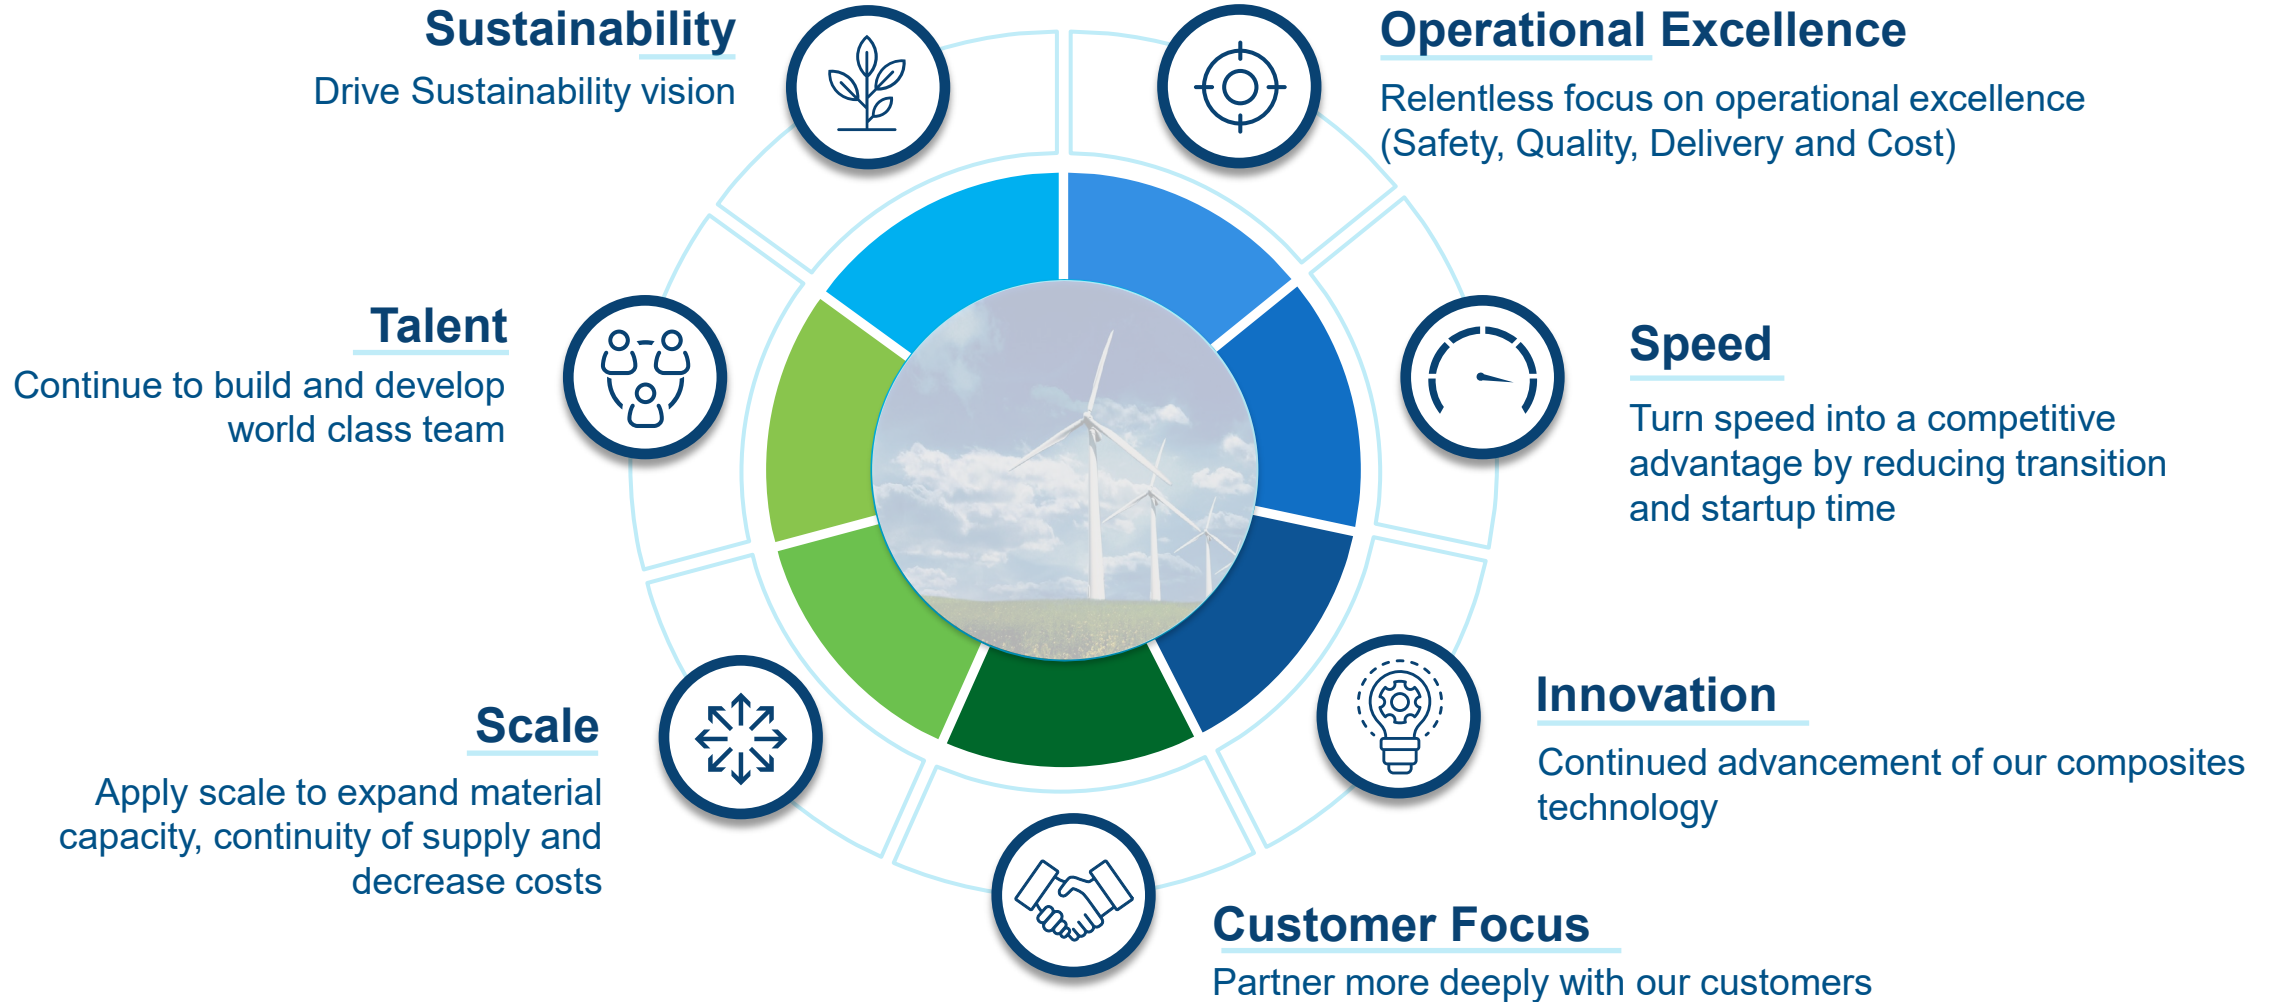 Sustainability
Drive Sustainability vision
Operational Excellence
Relentless focus on operational excellence
(Safety, Quality, Delivery and Cost)
Talent
Continue to build and develop
world class team
Speed
Turn speed into a competitive
advantage by reducing transition
and startup time
Scale
Apply scale to expand material
capacity, continuity of supply and
decrease costs
Innovation
Continued advancement of our composites
technology
Customer Focus
Partner more deeply with our customers